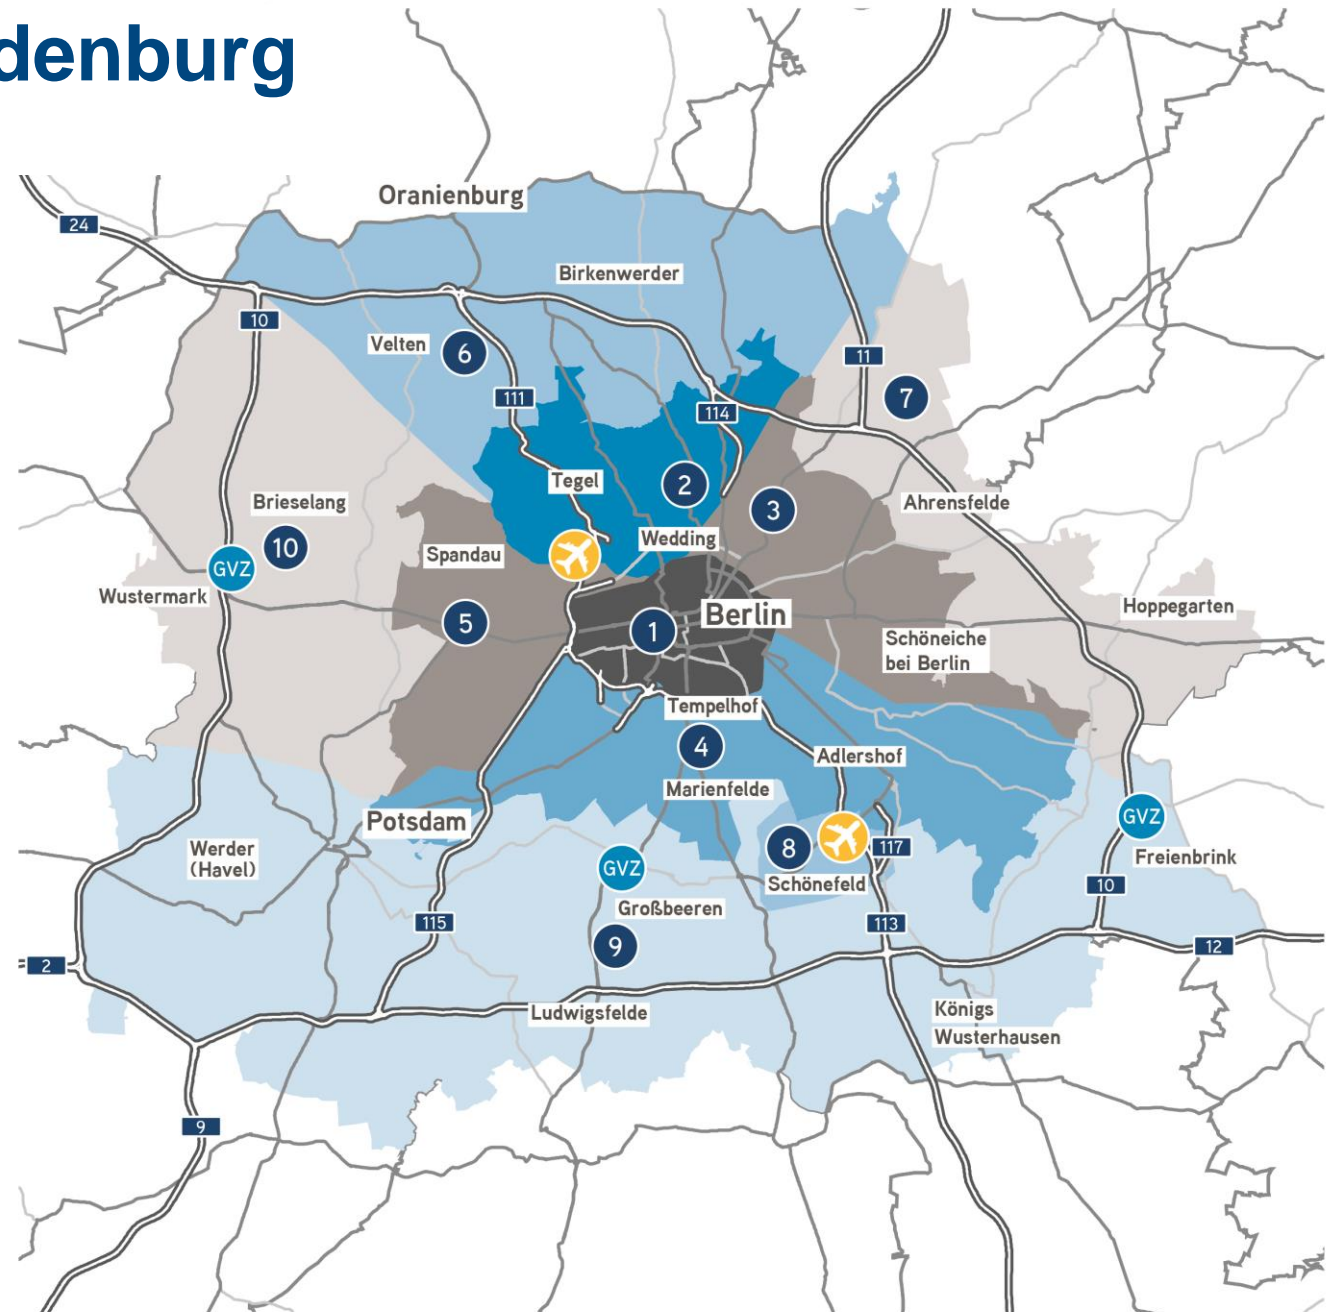 denburg
Oranienburg
24
Birkenwerder
10
Velten
6
11
111
7
114
Tegel
2
Brieselang
3
Ahrensfelde
10
Spandau
Wedding
GVZ
Wustermark
5
1
Berlin
Hoppegarten
Schöneiche
bei Berlin
Tempelhof
4
Adlershof
Marienfelde
Potsdam
GVZ
Werder
(Havel)
8
117
Freienbrink
GVZ
Schönefeld
10
Großbeeren
115
113
9
12
2
Ludwigsfelde
Königs
Wusterhausen
9